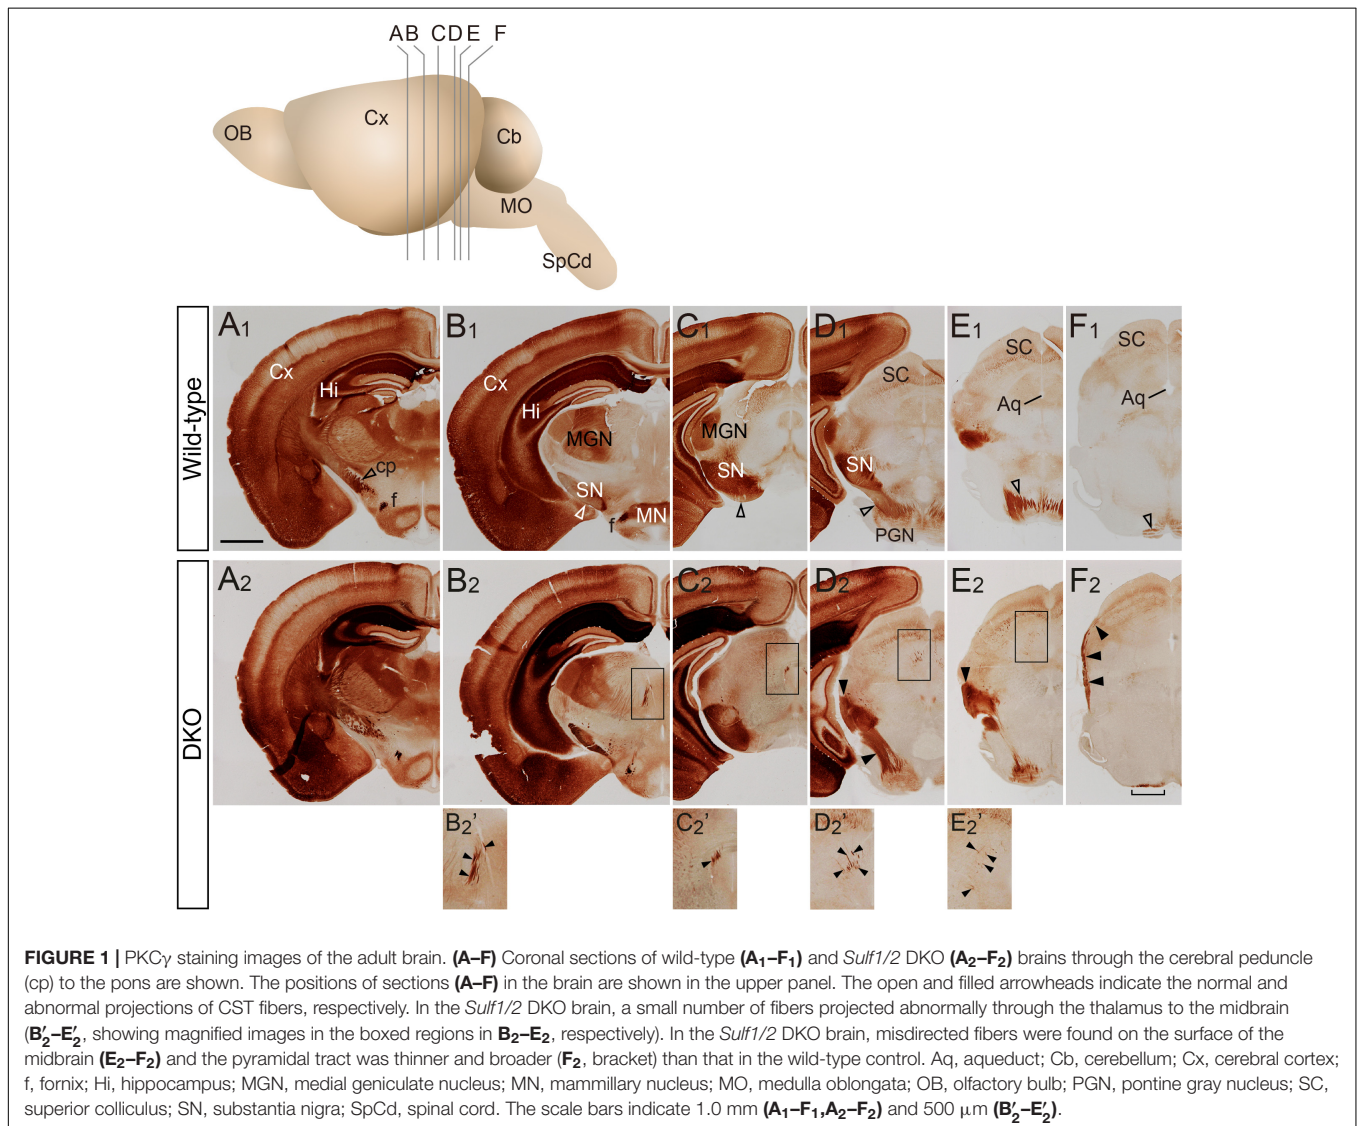 A B C D E F
OB
Cx
Cb
MO
SpCd
Wild-type
A1
Cx
Hi
cp
f
B1
Cx
Hi
MGN
SN
f
MN
C1
MGN
SN
D1
SC
SN
PGN
E1
SC
Aq
F1
SC
Aq
DKO
A2
B2
C2
D2
E2
F2
B2’
C2’
D2’
E2’
FIGURE 1 | PKCγ staining images of the adult brain. (A–F) Coronal sections of wild-type (A1–F1) and Sulf1/2 DKO (A2–F2) brains through the cerebral peduncle
(cp) to the pons are shown. The positions of sections (A–F) in the brain are shown in the upper panel. The open and filled arrowheads indicate the normal and
abnormal projections of CST fibers, respectively. In the Sulf1/2 DKO brain, a small number of fibers projected abnormally through the thalamus to the midbrain
(B′2–E′2, showing magnified images in the boxed regions in B2–E2, respectively). In the Sulf1/2 DKO brain, misdirected fibers were found on the surface of the
midbrain (E2–F2) and the pyramidal tract was thinner and broader (F2, bracket) than that in the wild-type control. Aq, aqueduct; Cb, cerebellum; Cx, cerebral cortex;
f, fornix; Hi, hippocampus; MGN, medial geniculate nucleus; MN, mammillary nucleus; MO, medulla oblongata; OB, olfactory bulb; PGN, pontine gray nucleus; SC,
superior colliculus; SN, substantia nigra; SpCd, spinal cord. The scale bars indicate 1.0 mm (A1–F1,A2–F2) and 500 μm (B′2–E′2).